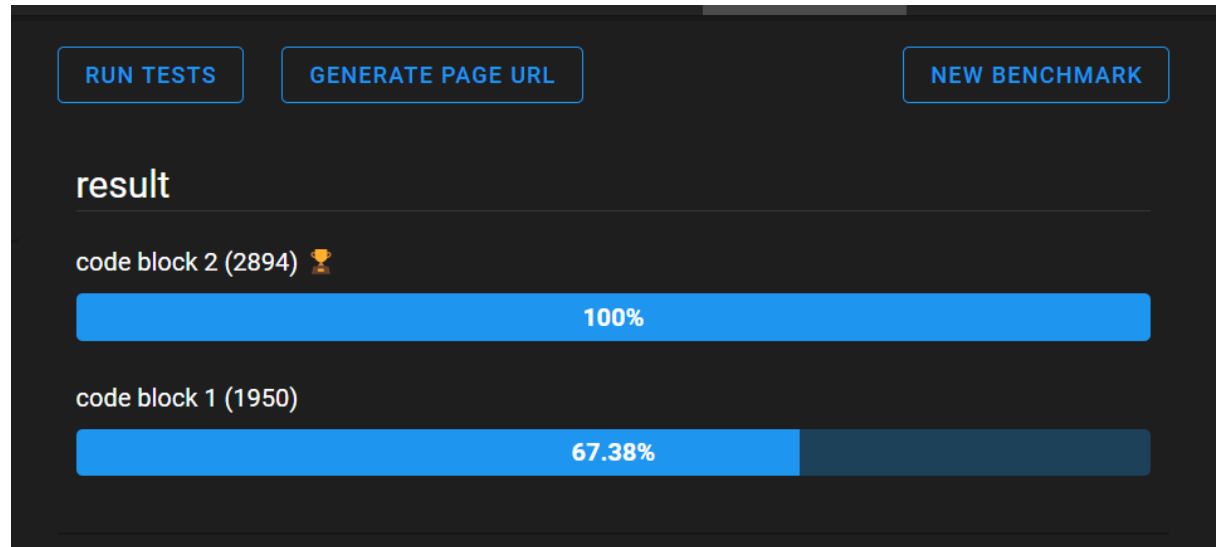 RUN TESTS GENERATE PAGE URL NEW BENCHMARK
result
code block 2 (2894) 🏆
100%
code block 1 (1950)
67.38%